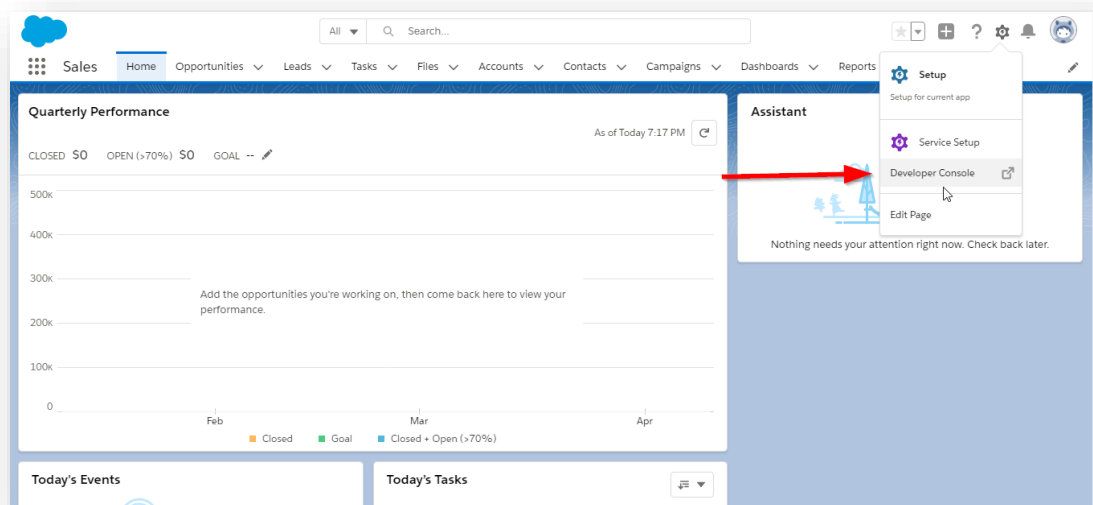 All
Search...
Sales
Home
Opportunities
Leads
Tasks
Files
Accounts
Contacts
Campaigns
Dashboards
Reports
Setup
Setup for current app
Service Setup
Developer Console
Edit Page
Quarterly Performance
As of Today 7:17 PM
CLOSED $0 OPEN (>70%) $0 GOAL --
500K
400K
300K
200K
100K
0
Add the opportunities you're working on, then come back here to view your
performance.
Feb
Mar
Apr
Closed
Goal
Closed + Open (>70%)
Assistant
Nothing needs your attention right now. Check back later.
Today's Events
Today's Tasks